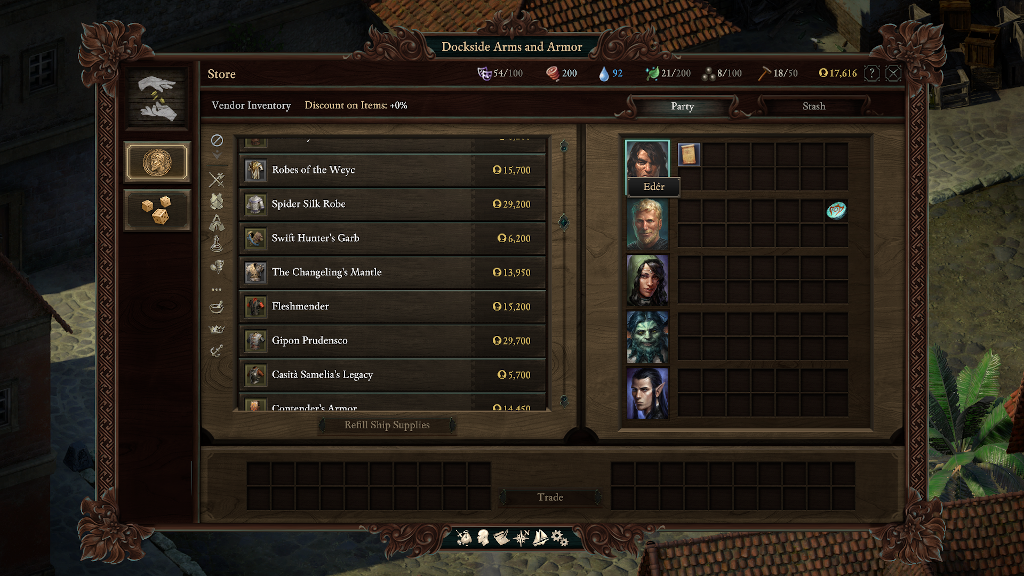 Dockside Arms and Armor
Store
54/100
200
92
21/200
8/100
18/50
17,616
?
Vendor Inventory
Discount on Items: +0%
Party
Stash
Robes of the Weyc
15,700
Spider Silk Robe
29,200
Swift Hunter's Garb
6,200
The Changeling's Mantle
13,950
Fleshmender
15,200
Gipon Prudensco
29,700
Casità Samelia's Legacy
5,700
Contender's Armor
14,450
Edér
Refill Ship Supplies
Trade